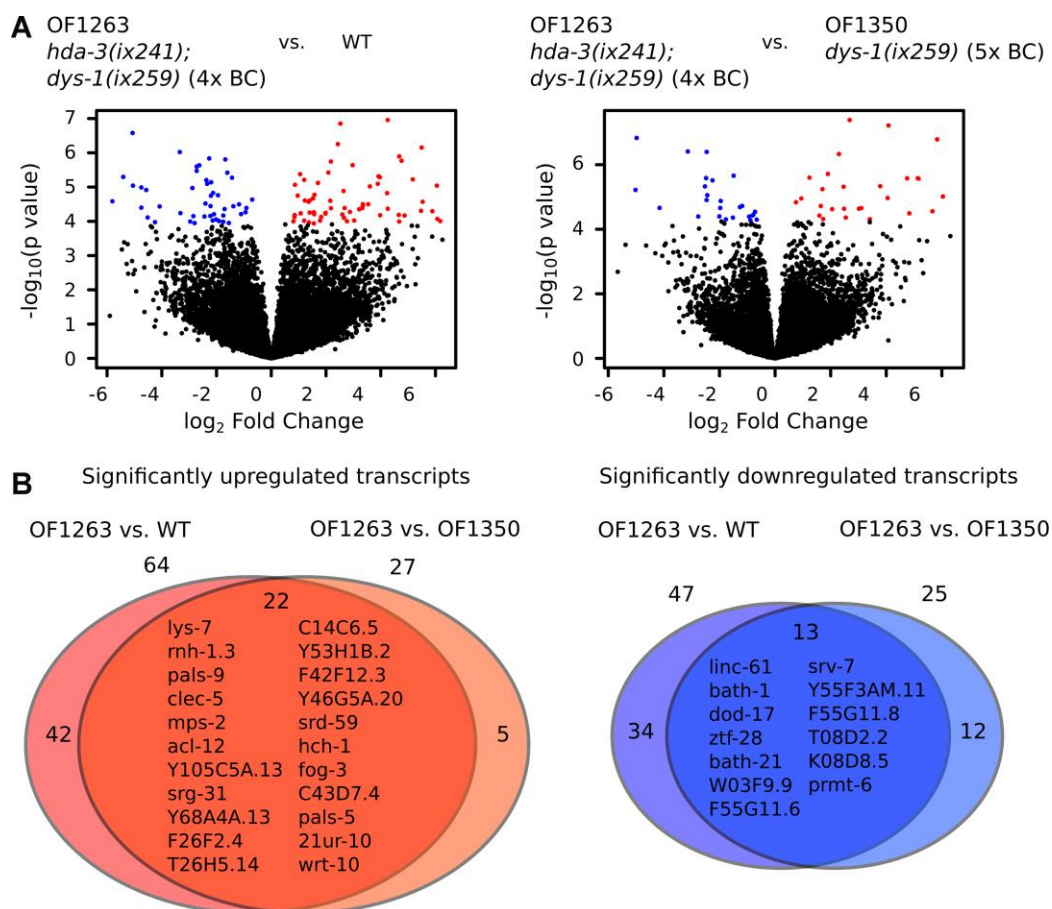 A
OF1263
hda-3(ix241);
dys-1(ix259) (4x BC)
vs.
WT
OF1263
hda-3(ix241);
dys-1(ix259) (4x BC)
vs.
OF1350
dys-1(ix259) (5x BC)
7
6
5
4
3
2
1
0
-log10(p value)
-6 -4 -2 0 2 4 6
log2 Fold Change
6
4
2
0
-log10(p value)
-6 -4 -2 0 2 4 6
log2 Fold Change
B
Significantly upregulated transcripts
OF1263 vs. WT
OF1263 vs. OF1350
64
27
22
42
5
lys-7
rnh-1.3
pals-9
clec-5
mps-2
acl-12
Y105C5A.13
srg-31
Y68A4A.13
F26F2.4
T26H5.14
C14C6.5
Y53H1B.2
F42F12.3
Y46G5A.20
srd-59
hch-1
fog-3
C43D7.4
pals-5
21ur-10
wrt-10
Significantly downregulated transcripts
OF1263 vs. WT
OF1263 vs. OF1350
47
25
13
34
12
linc-61
bath-1
dod-17
ztf-28
bath-21
W03F9.9
F55G11.6
srv-7
Y55F3AM.11
F55G11.8
T08D2.2
K08D8.5
prmt-6